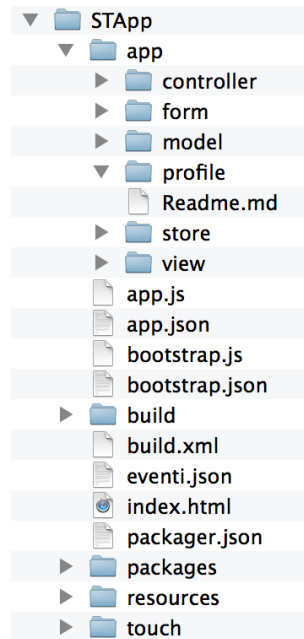 STApp
app
controller
form
model
profile
Readme.md
store
view
app.js
app.json
bootstrap.js
bootstrap.json
build
build.xml
eventi.json
index.html
packager.json
packages
resources
touch